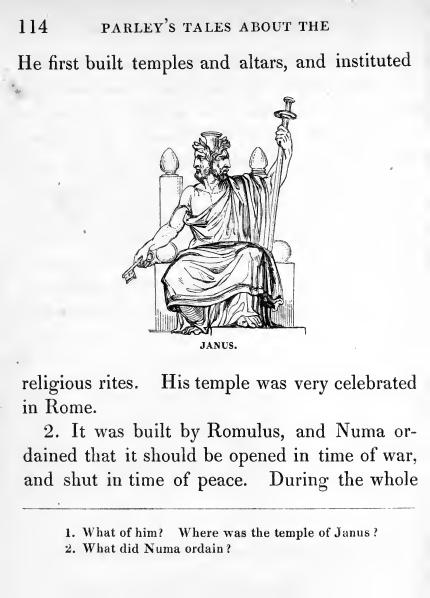 114 PARLEY'S TALES ABOUT THE
He first built temples and altars, and instituted
JANUS.
religious rites. His temple was very celebrated
in Rome.
2. It was built by Romulus, and Numa or-
dained that it should be opened in time of war,
and shut in time of peace. During the whole
1. What of him? Where was the temple of Janus?
2. What did Numa ordain?